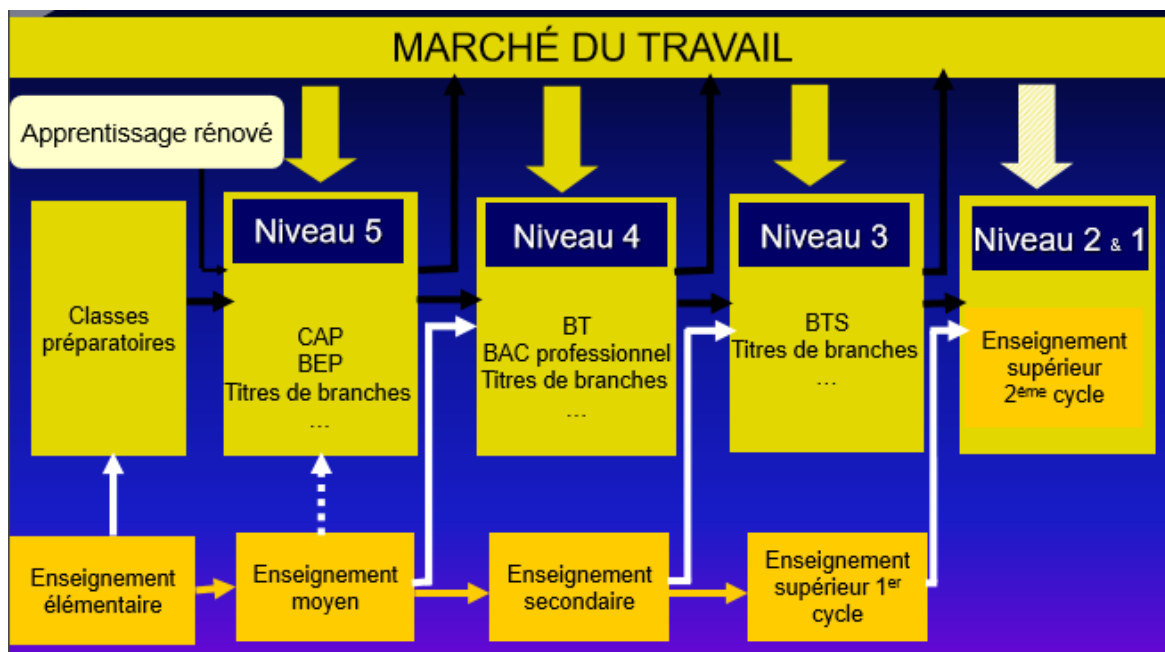 MARCHÉ DU TRAVAIL
Apprentissage rénové
Classes
préparatoires
Niveau 5
CAP
BEP
Titres de branches
...
Niveau 4
BT
BAC professionnel
Titres de branches
...
Niveau 3
BTS
Titres de branches
...
Niveau 2 & 1
Enseignement
supérieur
2ème cycle
Enseignement
élémentaire
Enseignement
moyen
Enseignement
secondaire
Enseignement
supérieur 1er
cycle